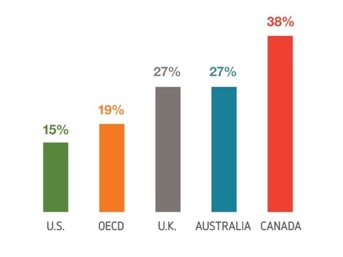 38%
27% 27%
19%
15%
U.S. OECD U.K. AUSTRALIA CANADA